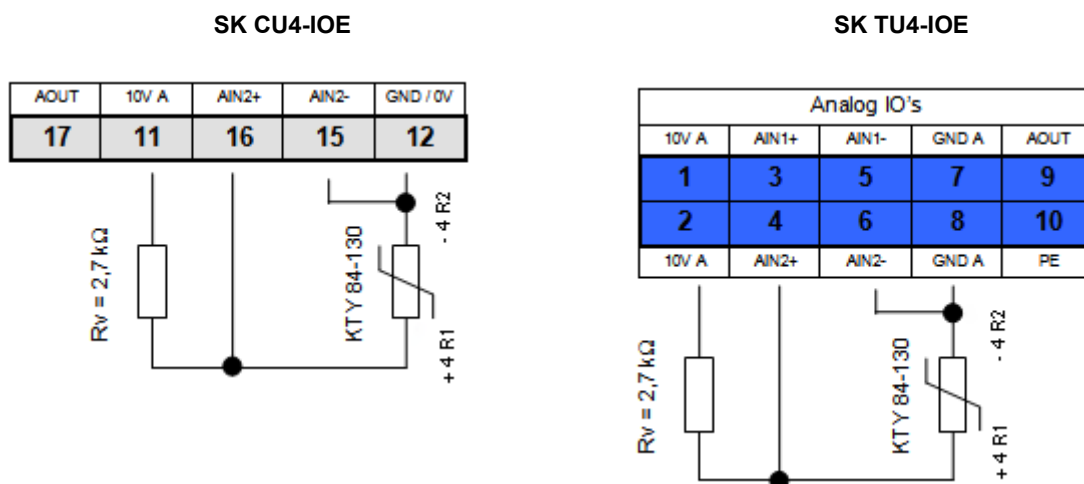 SK CU4-IOE
SK TU4-IOE
AOUT 10V A AIN2+ AIN2- GND / 0V
17 11 16 15 12
Rv = 2,7 kΩ
KTY 84-130
- 4 R2
+ 4 R1
Analog IO's
10V A AIN1+ AIN1- GND A AOUT
1 3 5 7 9
2 4 6 8 10
10V A AIN2+ AIN2- GND A PE
Rv = 2,7 kΩ
KTY 84-130
- 4 R2
+ 4 R1